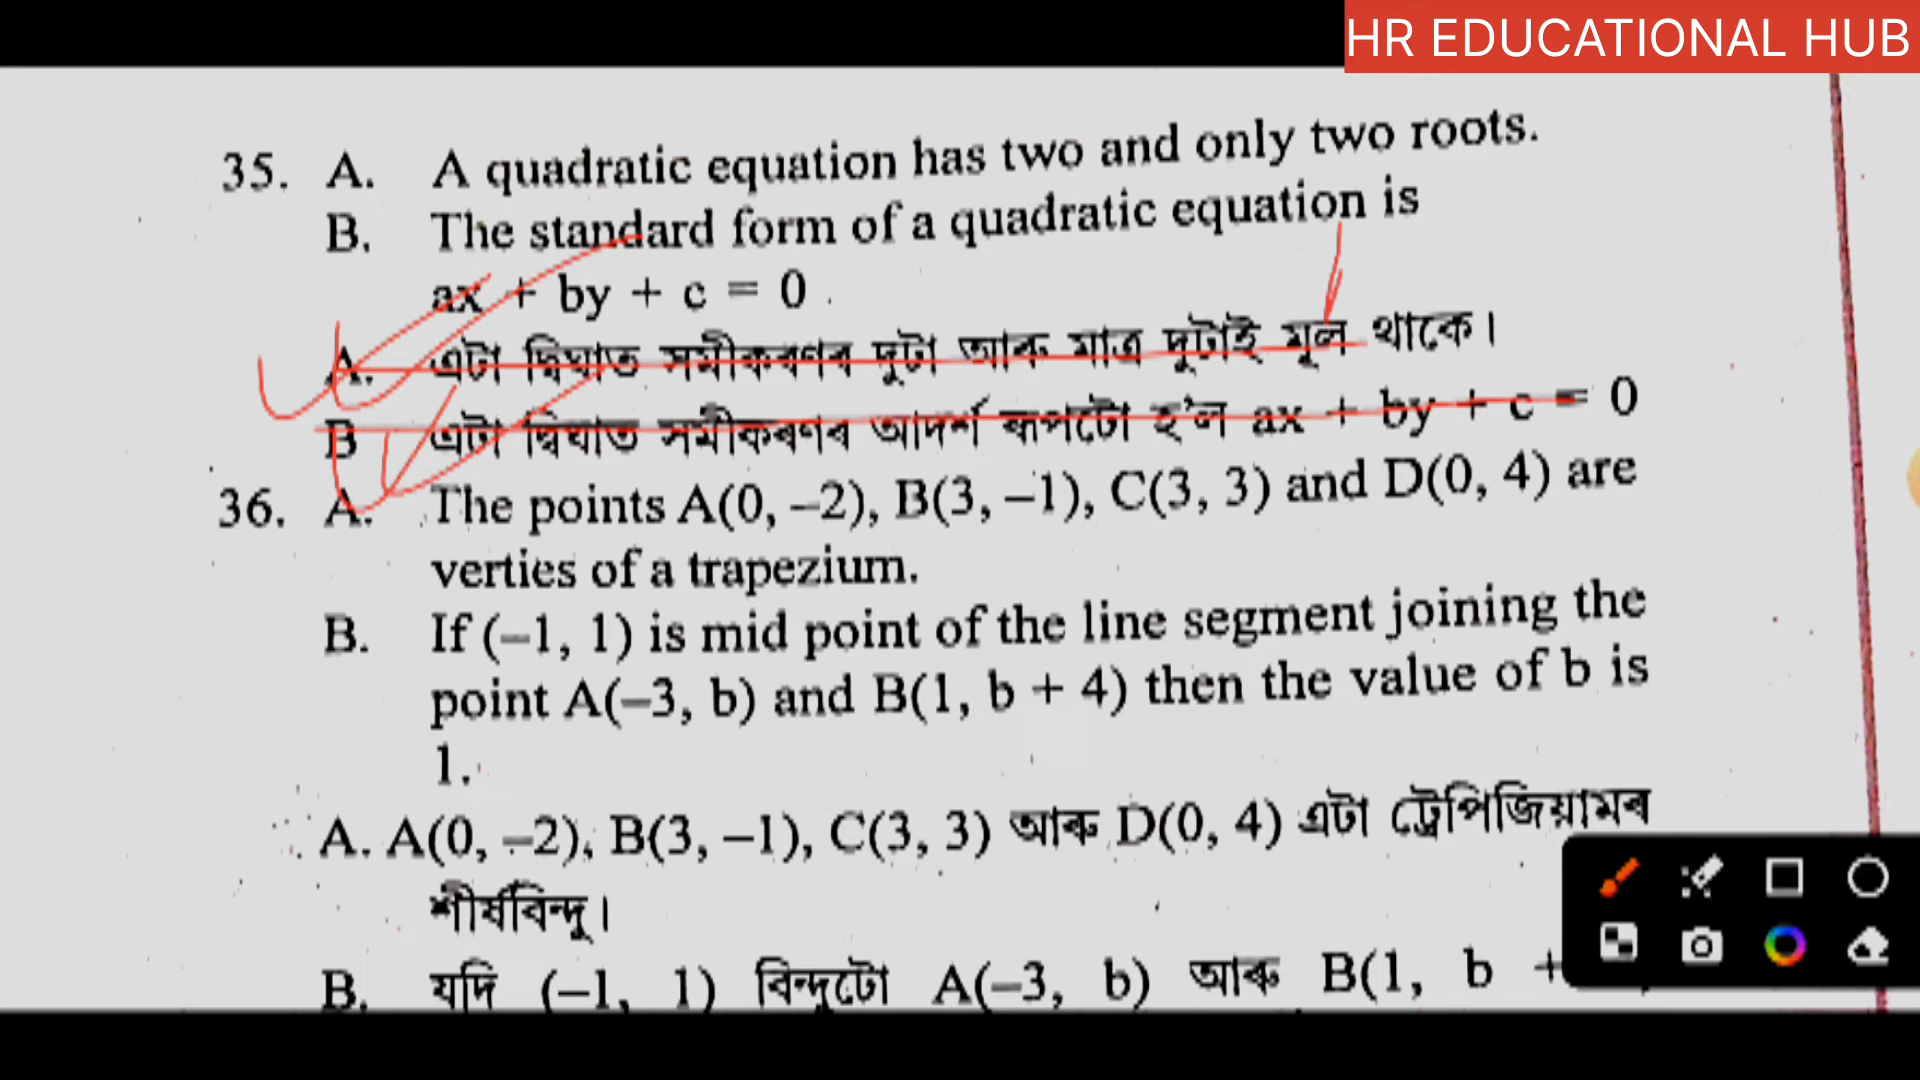 HR EDUCATIONAL HUB
35. A. A quadratic equation has two and only two roots.
B. The standard form of a quadratic equation is
ax + by + c = 0
A. এটা দ্বিঘাত সমীকৰণৰ দুটা আৰু মাত্ৰ দুটাই মূল থাকে।
B এটা দ্বিঘাত সমীকৰণৰ আদৰ্শ ৰূপটো হ'ল ax + by + c = 0
36. A. The points A(0, –2), B(3, –1), C(3, 3) and D(0, 4) are
verties of a trapezium.
B. If (–1, 1) is mid point of the line segment joining the
point A(–3, b) and B(1, b + 4) then the value of b is
1.
A. A(0, –2), B(3, –1), C(3, 3) আৰু D(0, 4) এটা ট্ৰেপিজিয়ামৰ
শীৰ্ষবিন্দু।
B. যদি (–1, 1) বিন্দুটো A(–3, b) আৰু B(1, b +